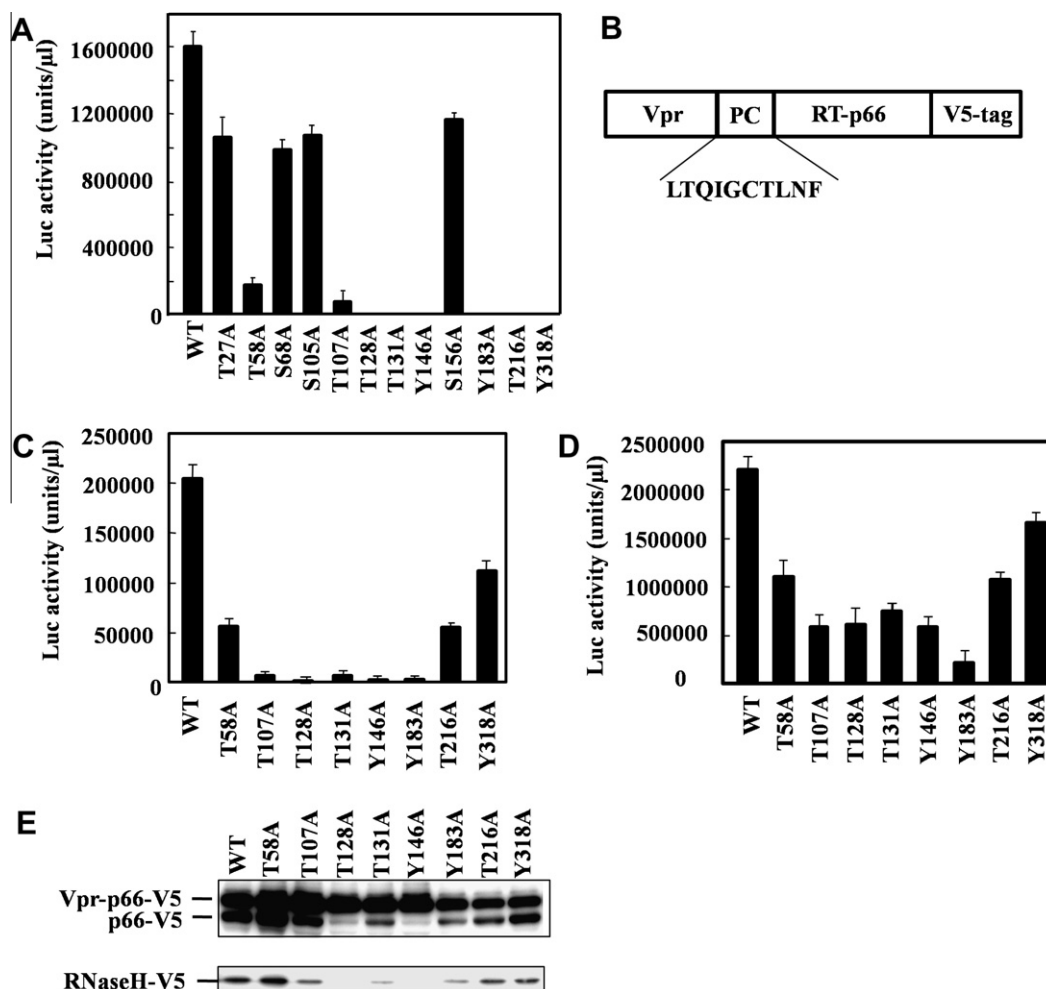 A
Luc activity (units/μl)
1600000
1200000
800000
400000
0
WT
T27A
T58A
S68A
S105A
T107A
T128A
T131A
Y146A
S156A
Y183A
T216A
Y318A
B
Vpr PC RT-p66 V5-tag
LTQIGCTLNF
C
Luc activity (units/μl)
250000
200000
150000
100000
50000
0
WT
T58A
T107A
T128A
T131A
Y146A
Y183A
T216A
Y318A
D
Luc activity (units/μl)
2500000
2000000
1500000
1000000
500000
0
WT
T58A
T107A
T128A
T131A
Y146A
Y183A
T216A
Y318A
E
WT
T58A
T107A
T128A
T131A
Y146A
Y183A
T216A
Y318A
Vpr-p66-V5
p66-V5
RNaseH-V5